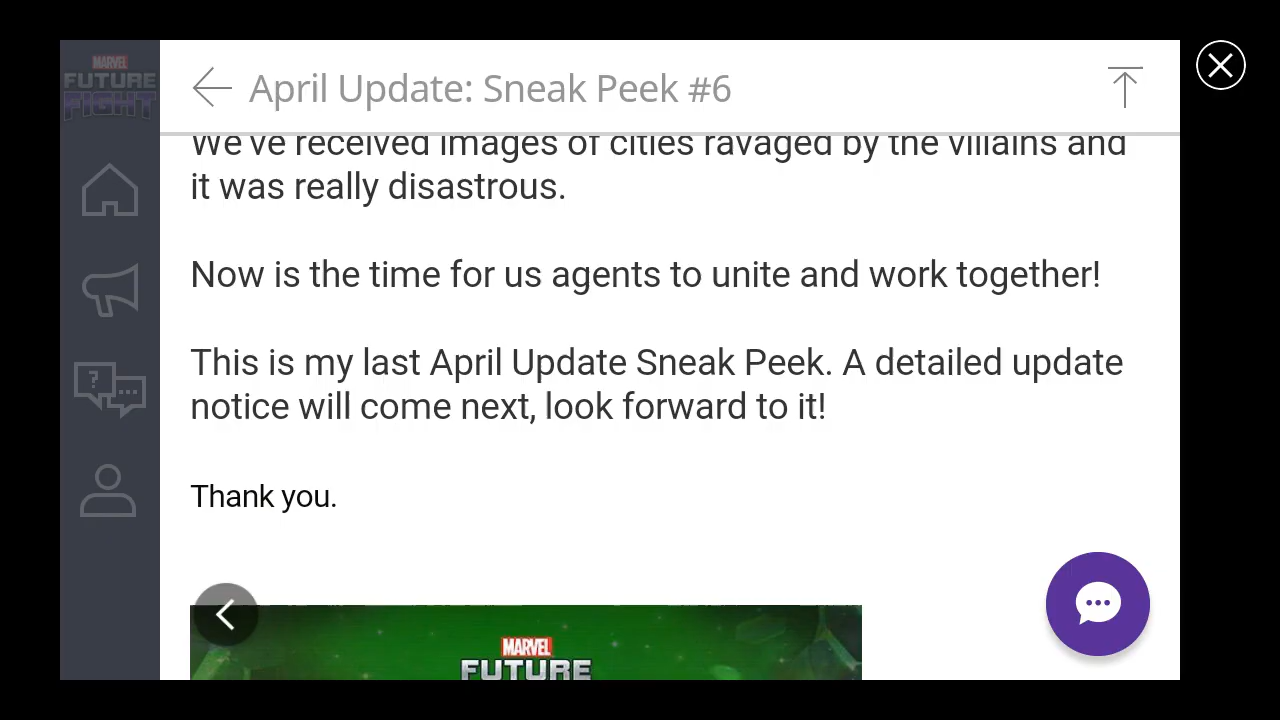 MARVEL
FUTURE
FIGHT
April Update: Sneak Peek #6
We've received images of cities ravaged by the villains and
it was really disastrous.
Now is the time for us agents to unite and work together!
This is my last April Update Sneak Peek. A detailed update
notice will come next, look forward to it!
Thank you.
MARVEL
FUTURE